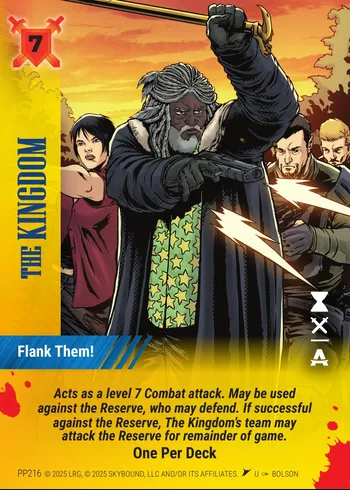 7
THE KINGDOM
Flank Them!
Acts as a level 7 Combat attack. May be used
against the Reserve, who may defend. If successful
against the Reserve, The Kingdom's team may
attack the Reserve for remainder of game.
One Per Deck
PP216 © 2025 LRG, © 2025 SKYBOUND, LLC AND/OR ITS AFFILIATES. U BOLSON